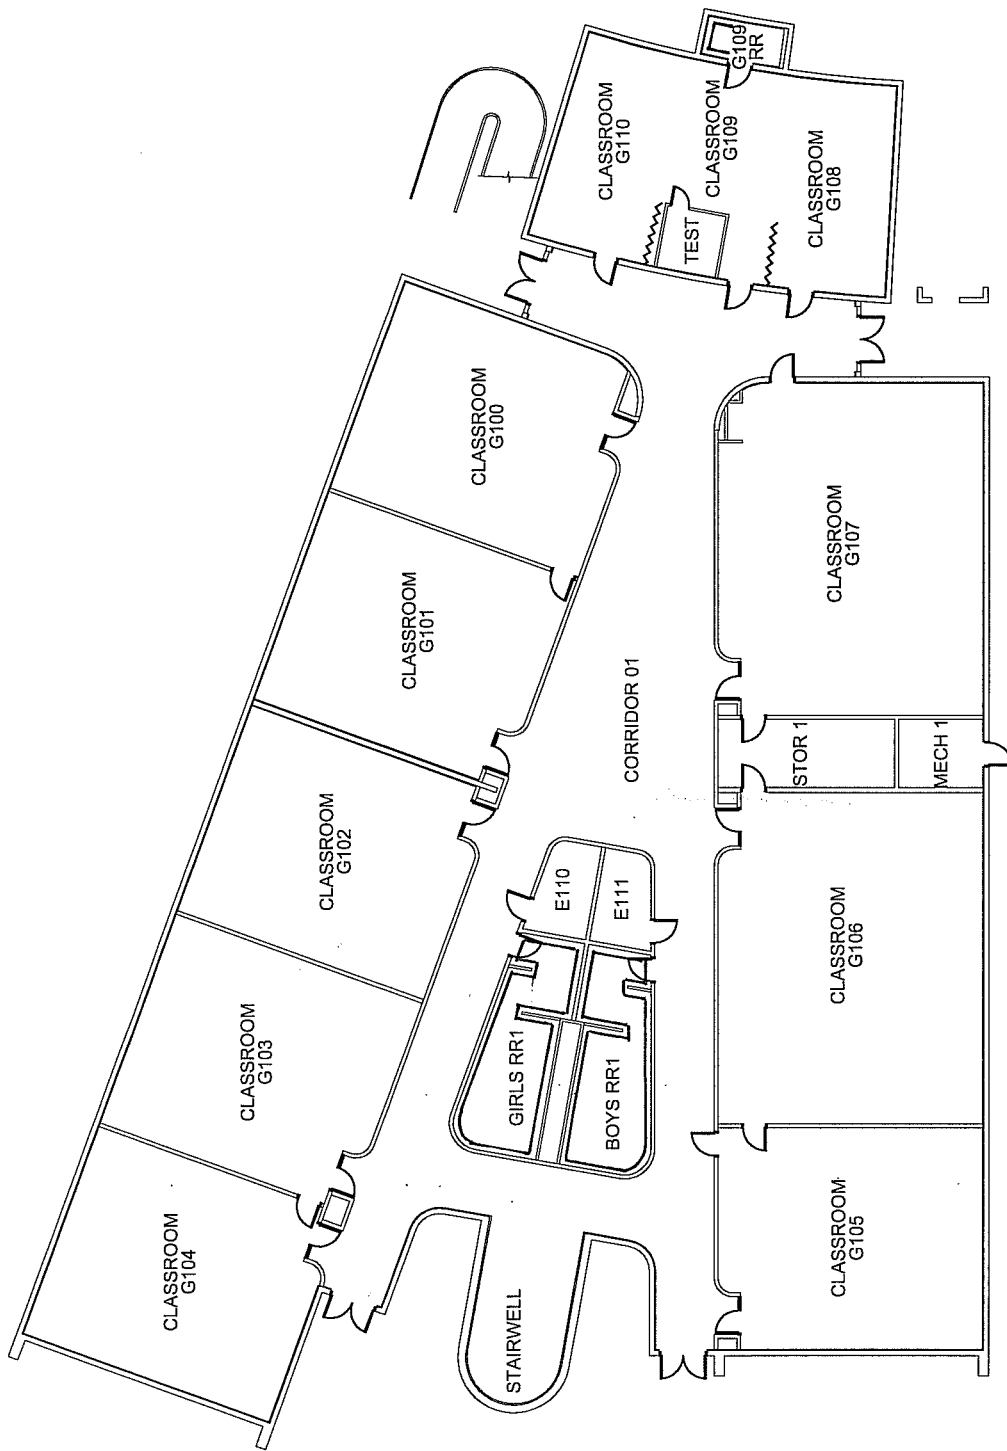 CLASSROOM
G110
G109
RR
CLASSROOM
G109
CLASSROOM
G108
TEST
CLASSROOM
G100
CLASSROOM
G101
CLASSROOM
G102
CLASSROOM
G103
CLASSROOM
G104
CORRIDOR 01
E110
E111
GIRLS RR1
BOYS RR1
STAIRWELL
CLASSROOM
G107
STOR 1
MECH 1
CLASSROOM
G106
CLASSROOM
G105